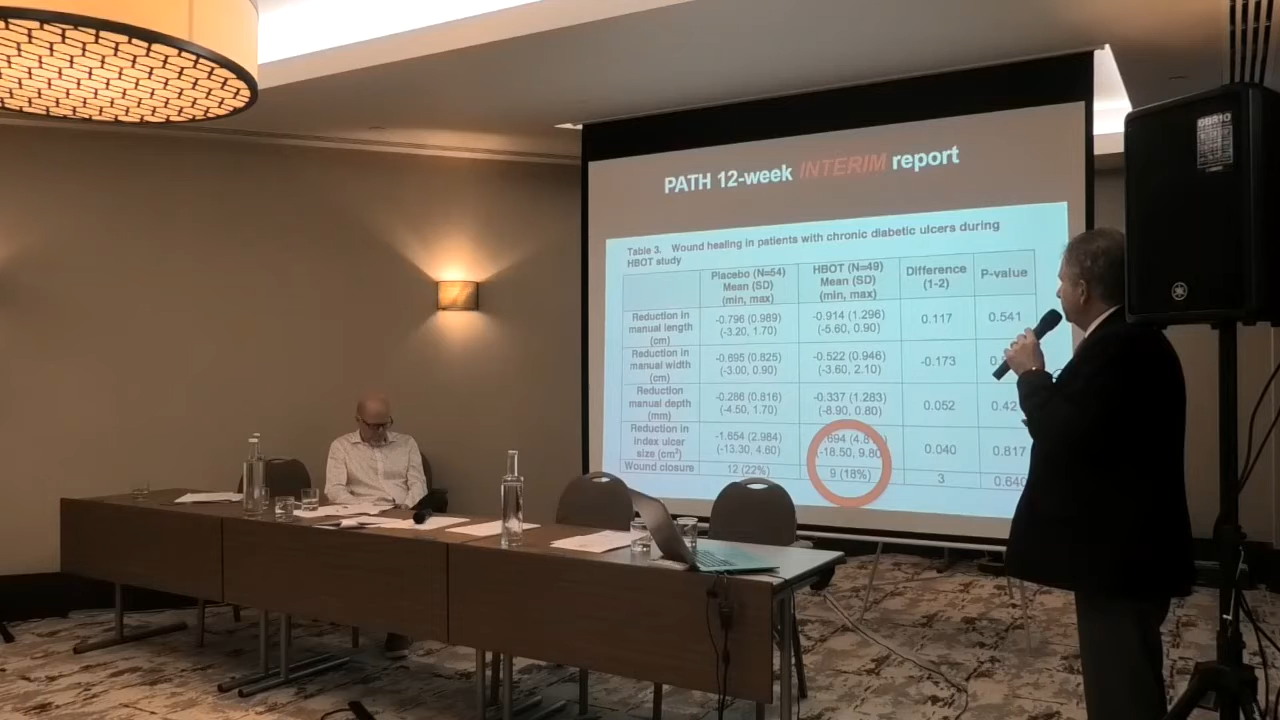 PATH 12-week INTERIM report
Table 3. Wound healing in patients with chronic diabetic ulcers during
HBOT study
Placebo (N=54)
Mean (SD)
(min, max)
HBOT (N=49)
Mean (SD)
(min, max)
Difference
(1-2)
P-value
Reduction in
manual length
(cm)
-0.796 (0.989)
(-3.20, 1.70)
-0.914 (1.296)
(-5.60, 0.90)
0.117
0.541
Reduction in
manual width
(cm)
-0.695 (0.825)
(-3.00, 0.90)
-0.522 (0.946)
(-3.60, 2.10)
-0.173
Reduction
manual depth
(mm)
-0.286 (0.816)
(-4.50, 1.70)
-0.337 (1.283)
(-8.90, 0.80)
0.052
0.42
Reduction in
index ulcer
size (cm²)
-1.654 (2.984)
(-13.30, 4.60)
(-18.50, 9.80
0.040
0.817
Wound closure
12 (22%)
9 (18%)
3
0.640
DBR10